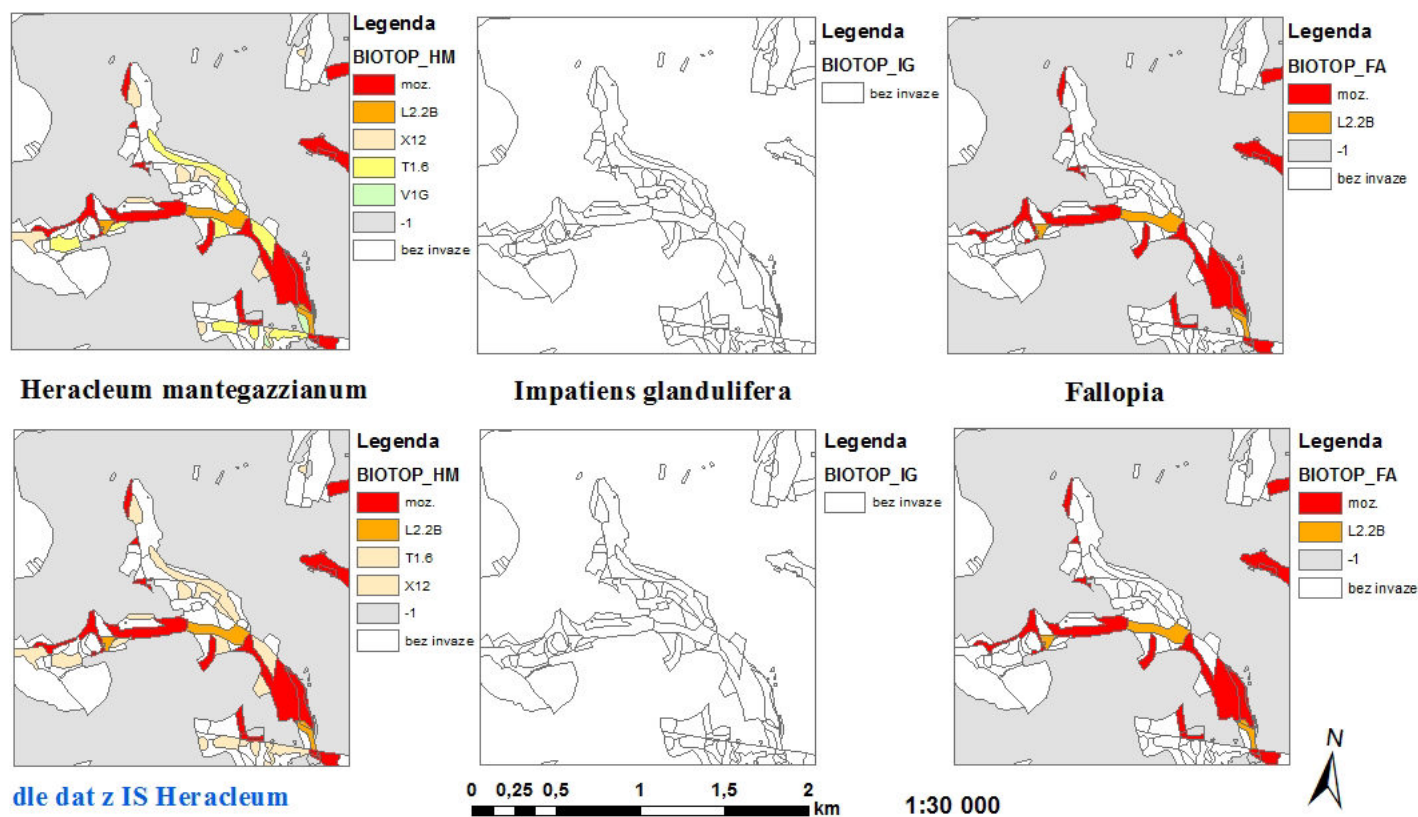 Legenda
BIOTOP_HM
moz.
L2.2B
X12
T1.6
V1G
-1
bez invaze
Legenda
BIOTOP_IG
bez invaze
Legenda
BIOTOP_FA
moz.
L2.2B
-1
bez invaze
Heracleum mantegazzianum
Impatiens glandulifera
Fallopia
Legenda
BIOTOP_HM
moz.
L2.2B
T1.6
X12
-1
bez invaze
Legenda
BIOTOP_IG
bez invaze
Legenda
BIOTOP_FA
moz.
L2.2B
-1
bez invaze
dle dat z IS Heracleum
0 0,25 0,5 1 1,5 2
km
1:30 000
N